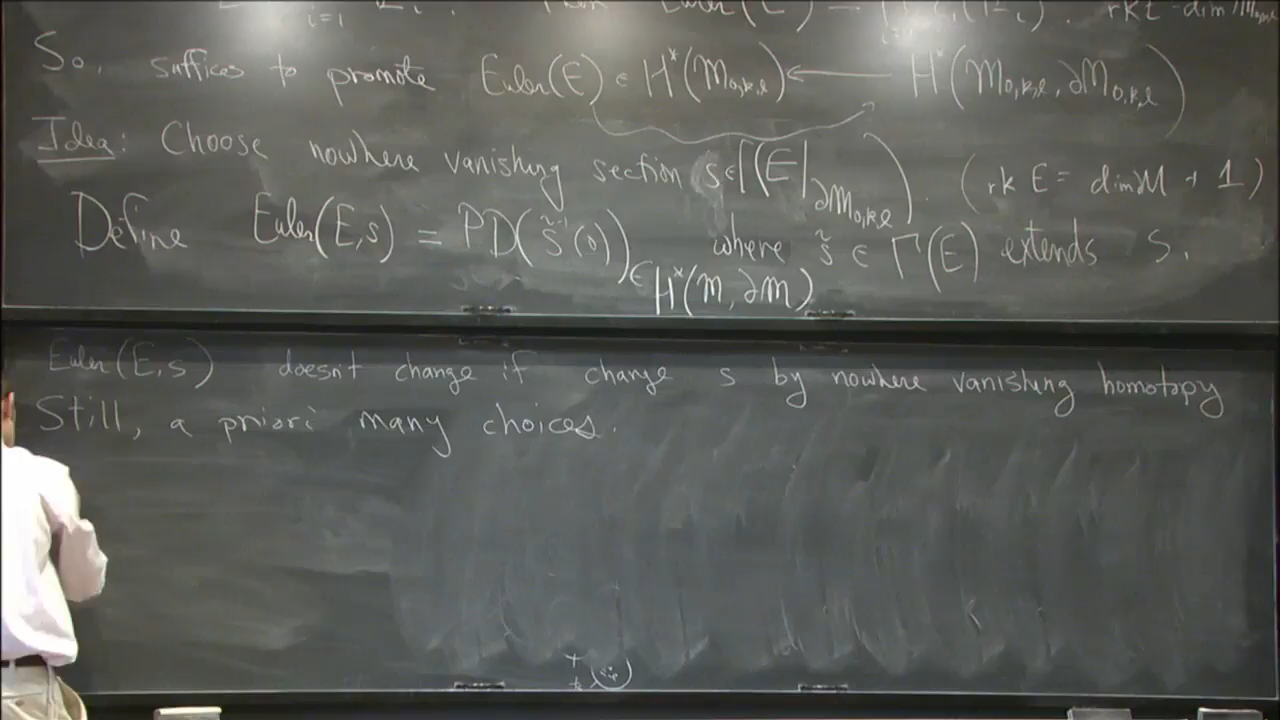 So, suffices to promote Euler(E) ∈ H*(M₀,ₖ,ₗ) ← H*(M₀,ₖ,ₗ, ∂M₀,ₖ,ₗ)
Idea: Choose nowhere vanishing section s ∈ Γ(E|∂M₀,ₖ,ₗ). (rk E = dim M + 1)
Define Euler(E,s) = PD(s̃⁻¹(0)) where s̃ ∈ Γ(E) extends s.
∈ H*(M, ∂M)
Euler(E,s) doesn't change if change s by nowhere vanishing homotopy
Still, a priori many choices.